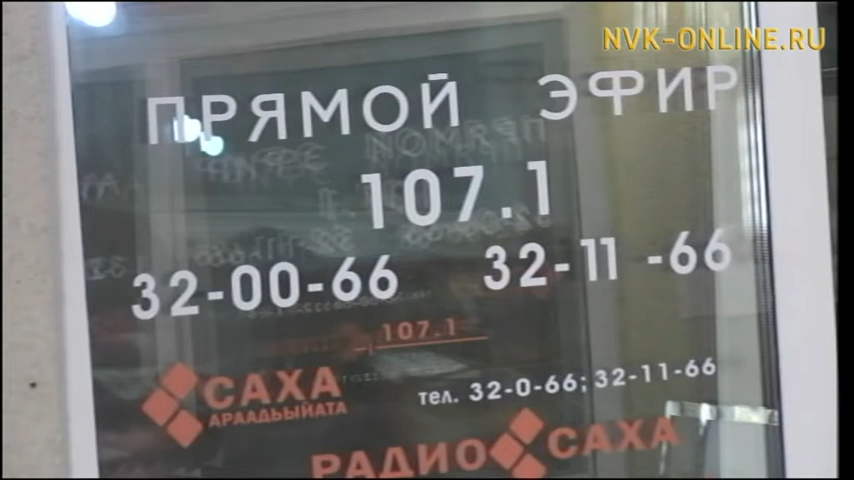 NVK-ONLINE.RU
ПРЯМОЙ ЭФИР
107.1
32-00-66 32-11-66
107.1
САХА
АРААДЬЫЙАТА
тел. 32-0-66; 32-11-66
РАДИО САХА